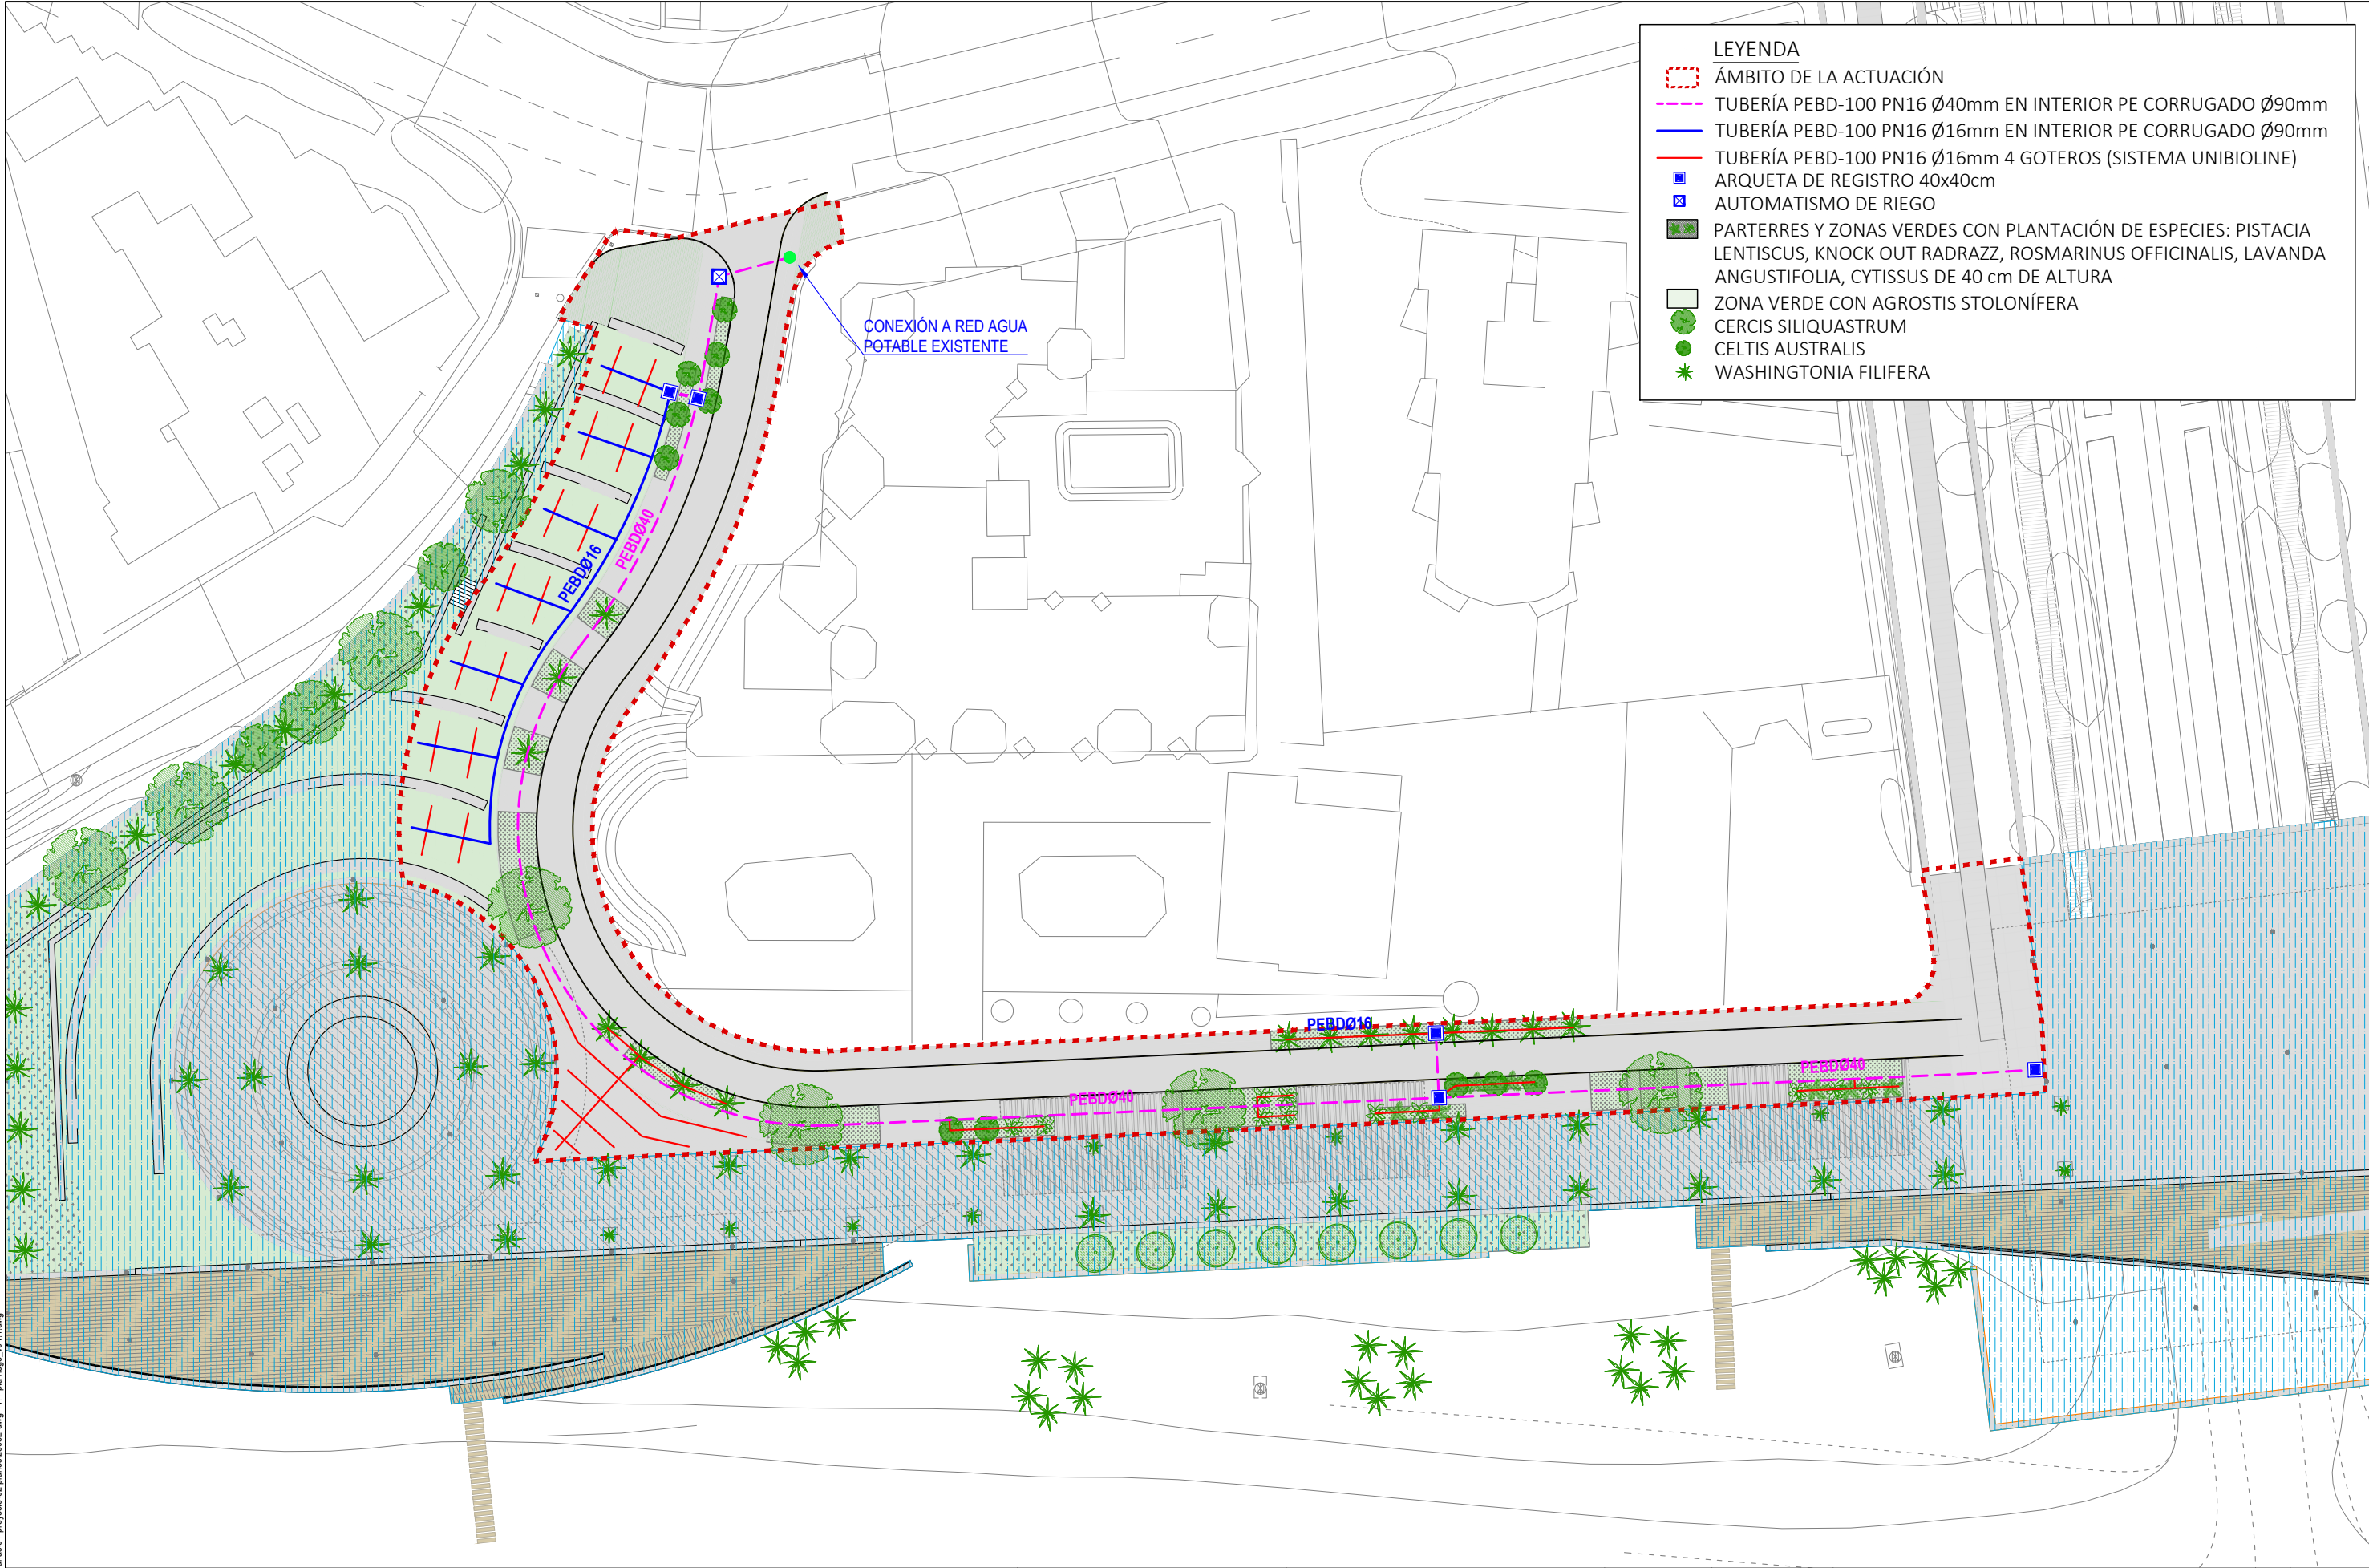 LEYENDA
ÁMBITO DE LA ACTUACIÓN
TUBERÍA PEBD-100 PN16 Ø40mm EN INTERIOR PE CORRUGADO Ø90mm
TUBERÍA PEBD-100 PN16 Ø16mm EN INTERIOR PE CORRUGADO Ø90mm
TUBERÍA PEBD-100 PN16 Ø16mm 4 GOTEROS (SISTEMA UNIBIOLINE)
ARQUETA DE REGISTRO 40x40cm
AUTOMATISMO DE RIEGO
PARTERRES Y ZONAS VERDES CON PLANTACIÓN DE ESPECIES: PISTACIA
LENTISCUS, KNOCK OUT RADRAZZ, ROSMARINUS OFFICINALIS, LAVANDA
ANGUSTIFOLIA, CYTISSUS DE 40 cm DE ALTURA
ZONA VERDE CON AGROSTIS STOLONÍFERA
CERCIS SILIQUASTRUM
CELTIS AUSTRALIS
WASHINGTONIA FILIFERA
CONEXIÓN A RED AGUA
POTABLE EXISTENTE
PEBDØ40
PEBDØ16
PEBDØ16
PEBDØ40
PEBDØ40